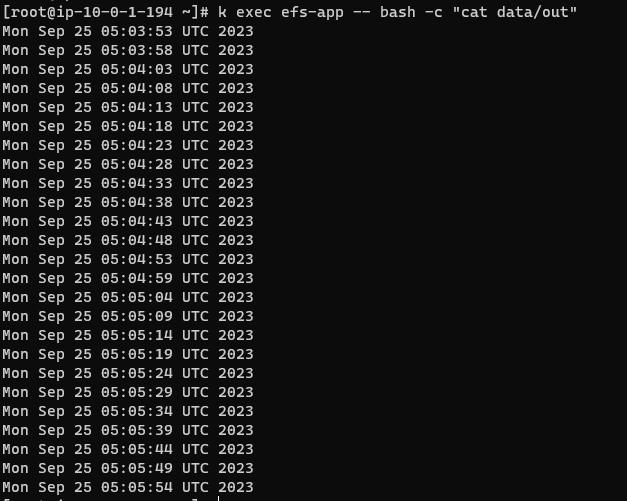 [root@ip-10-0-1-194 ~]# k exec efs-app -- bash -c "cat data/out"
Mon Sep 25 05:03:53 UTC 2023
Mon Sep 25 05:03:58 UTC 2023
Mon Sep 25 05:04:03 UTC 2023
Mon Sep 25 05:04:08 UTC 2023
Mon Sep 25 05:04:13 UTC 2023
Mon Sep 25 05:04:18 UTC 2023
Mon Sep 25 05:04:23 UTC 2023
Mon Sep 25 05:04:28 UTC 2023
Mon Sep 25 05:04:33 UTC 2023
Mon Sep 25 05:04:38 UTC 2023
Mon Sep 25 05:04:43 UTC 2023
Mon Sep 25 05:04:48 UTC 2023
Mon Sep 25 05:04:53 UTC 2023
Mon Sep 25 05:04:59 UTC 2023
Mon Sep 25 05:05:04 UTC 2023
Mon Sep 25 05:05:09 UTC 2023
Mon Sep 25 05:05:14 UTC 2023
Mon Sep 25 05:05:19 UTC 2023
Mon Sep 25 05:05:24 UTC 2023
Mon Sep 25 05:05:29 UTC 2023
Mon Sep 25 05:05:34 UTC 2023
Mon Sep 25 05:05:39 UTC 2023
Mon Sep 25 05:05:44 UTC 2023
Mon Sep 25 05:05:49 UTC 2023
Mon Sep 25 05:05:54 UTC 2023